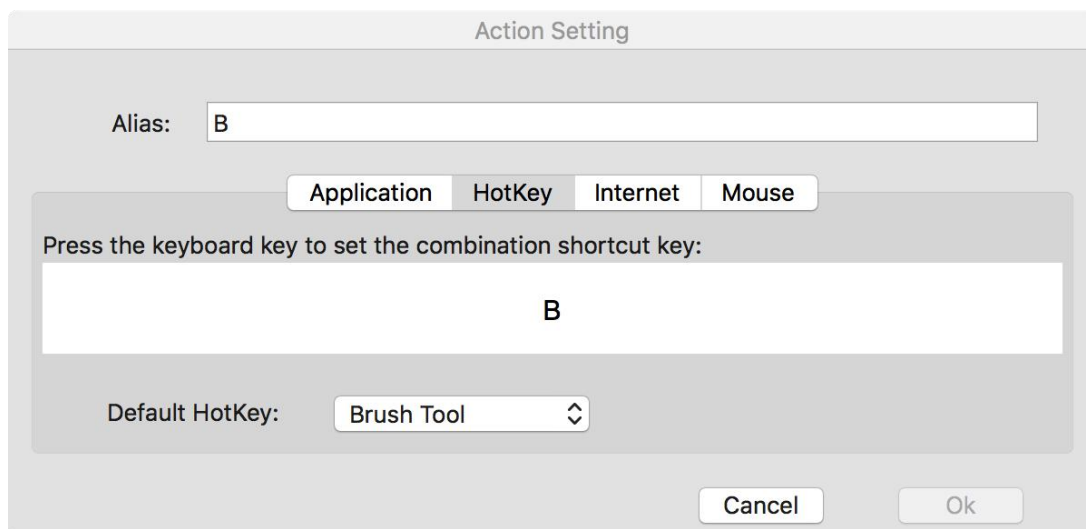 Action Setting
Alias: B
Application HotKey Internet Mouse
Press the keyboard key to set the combination shortcut key:
B
Default HotKey: Brush Tool
Cancel Ok